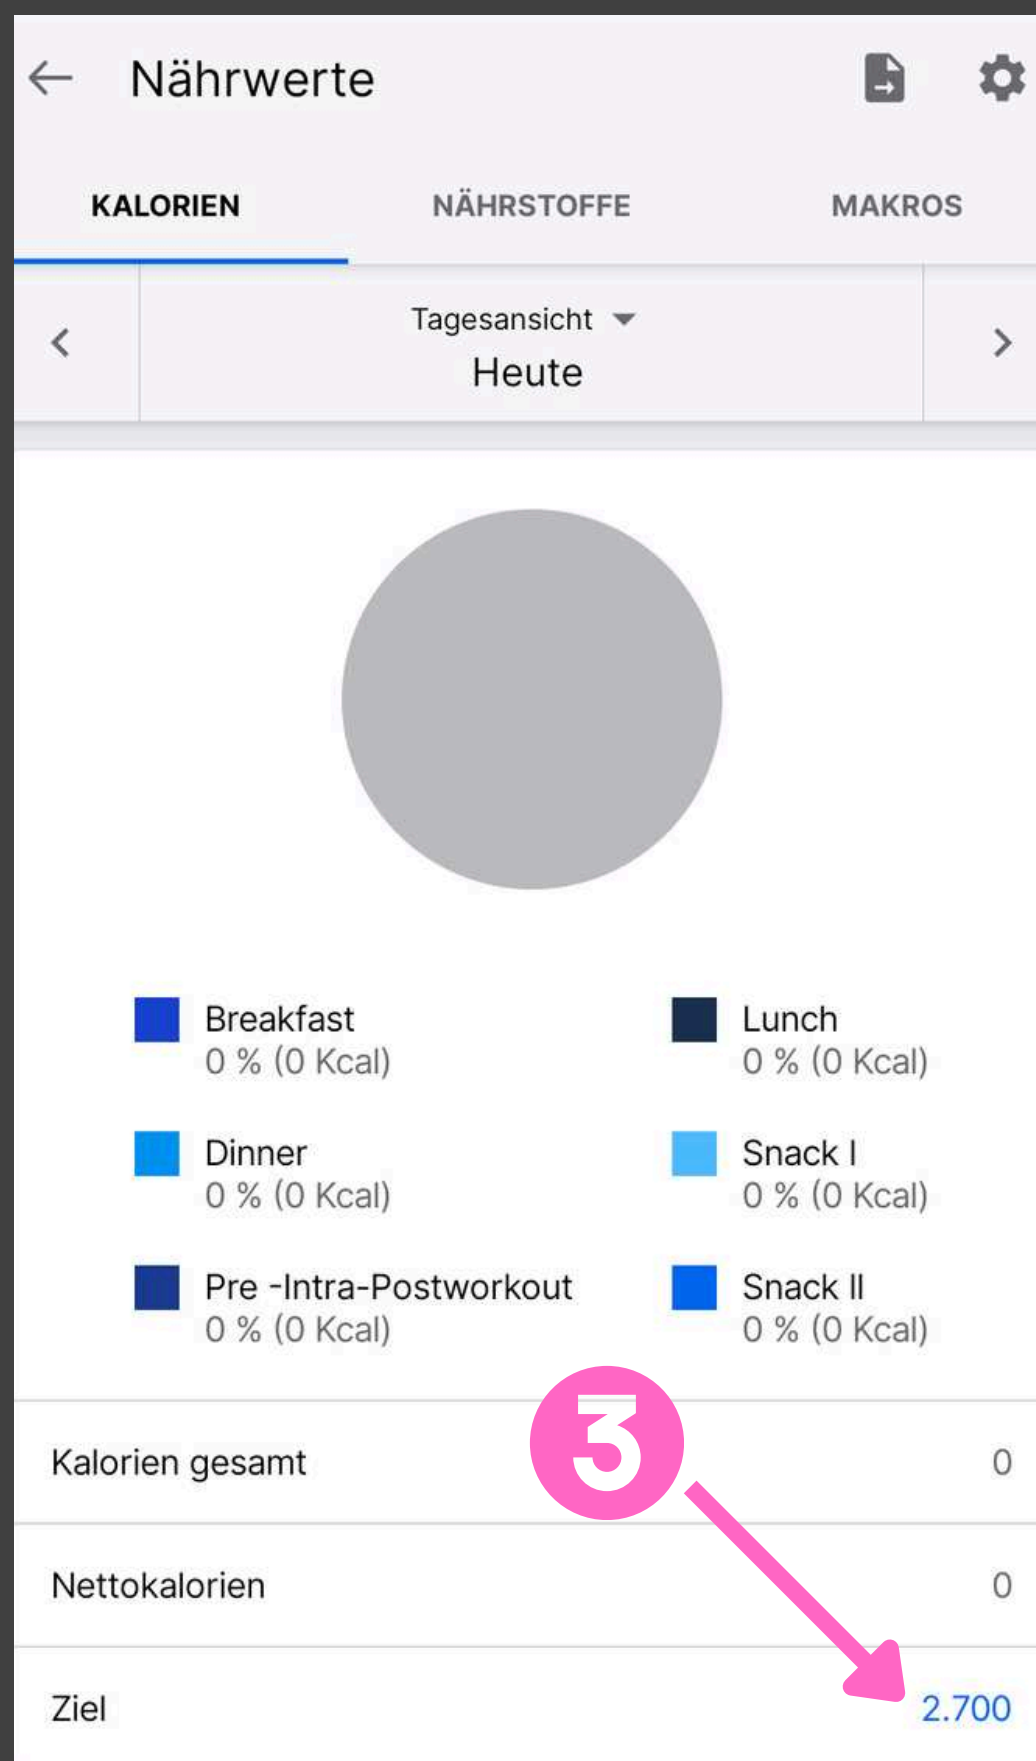 Nährwerte
KALORIEN NÄHRSTOFFE MAKROS
Tagesansicht
Heute
Breakfast
0 % (0 Kcal)
Lunch
0 % (0 Kcal)
Dinner
0 % (0 Kcal)
Snack I
0 % (0 Kcal)
Pre -Intra-Postworkout
0 % (0 Kcal)
Snack II
0 % (0 Kcal)
3
Kalorien gesamt 0
Nettokalorien 0
Ziel 2.700